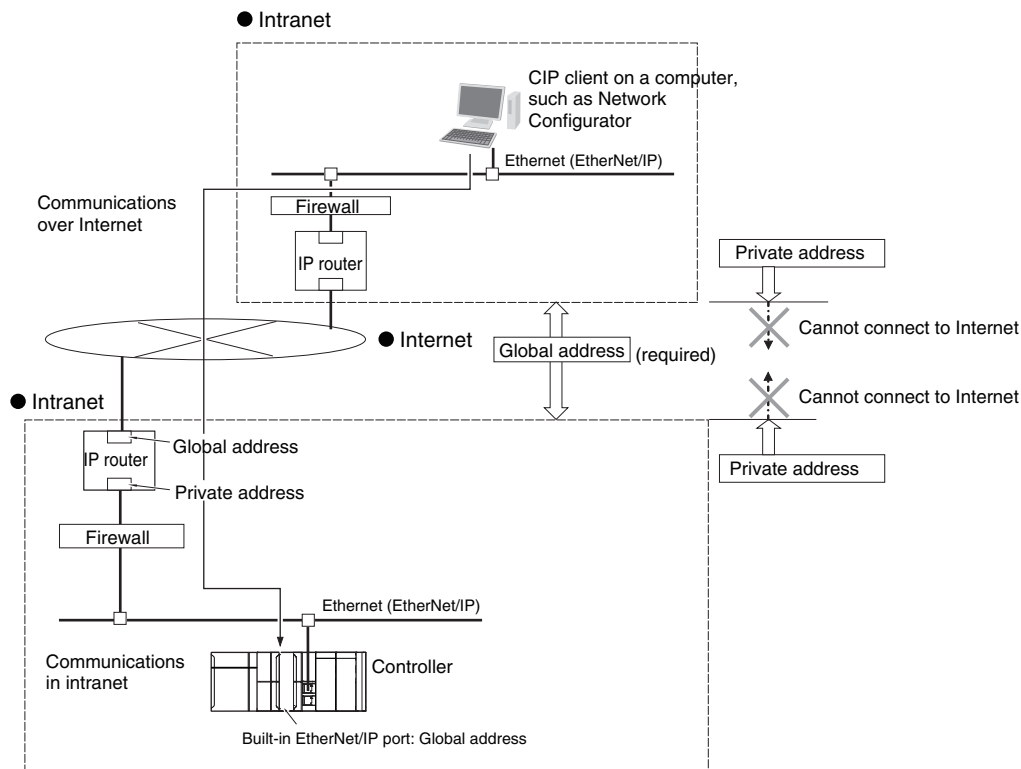 ● Intranet
CIP client on a computer,
such as Network
Configurator
Ethernet (EtherNet/IP)
Communications
over Internet
Firewall
IP router
Private address
Cannot connect to Internet
● Internet
Global address (required)
Cannot connect to Internet
Private address
● Intranet
Global address
IP router
Private address
Firewall
Ethernet (EtherNet/IP)
Communications
in intranet
Controller
Built-in EtherNet/IP port: Global address